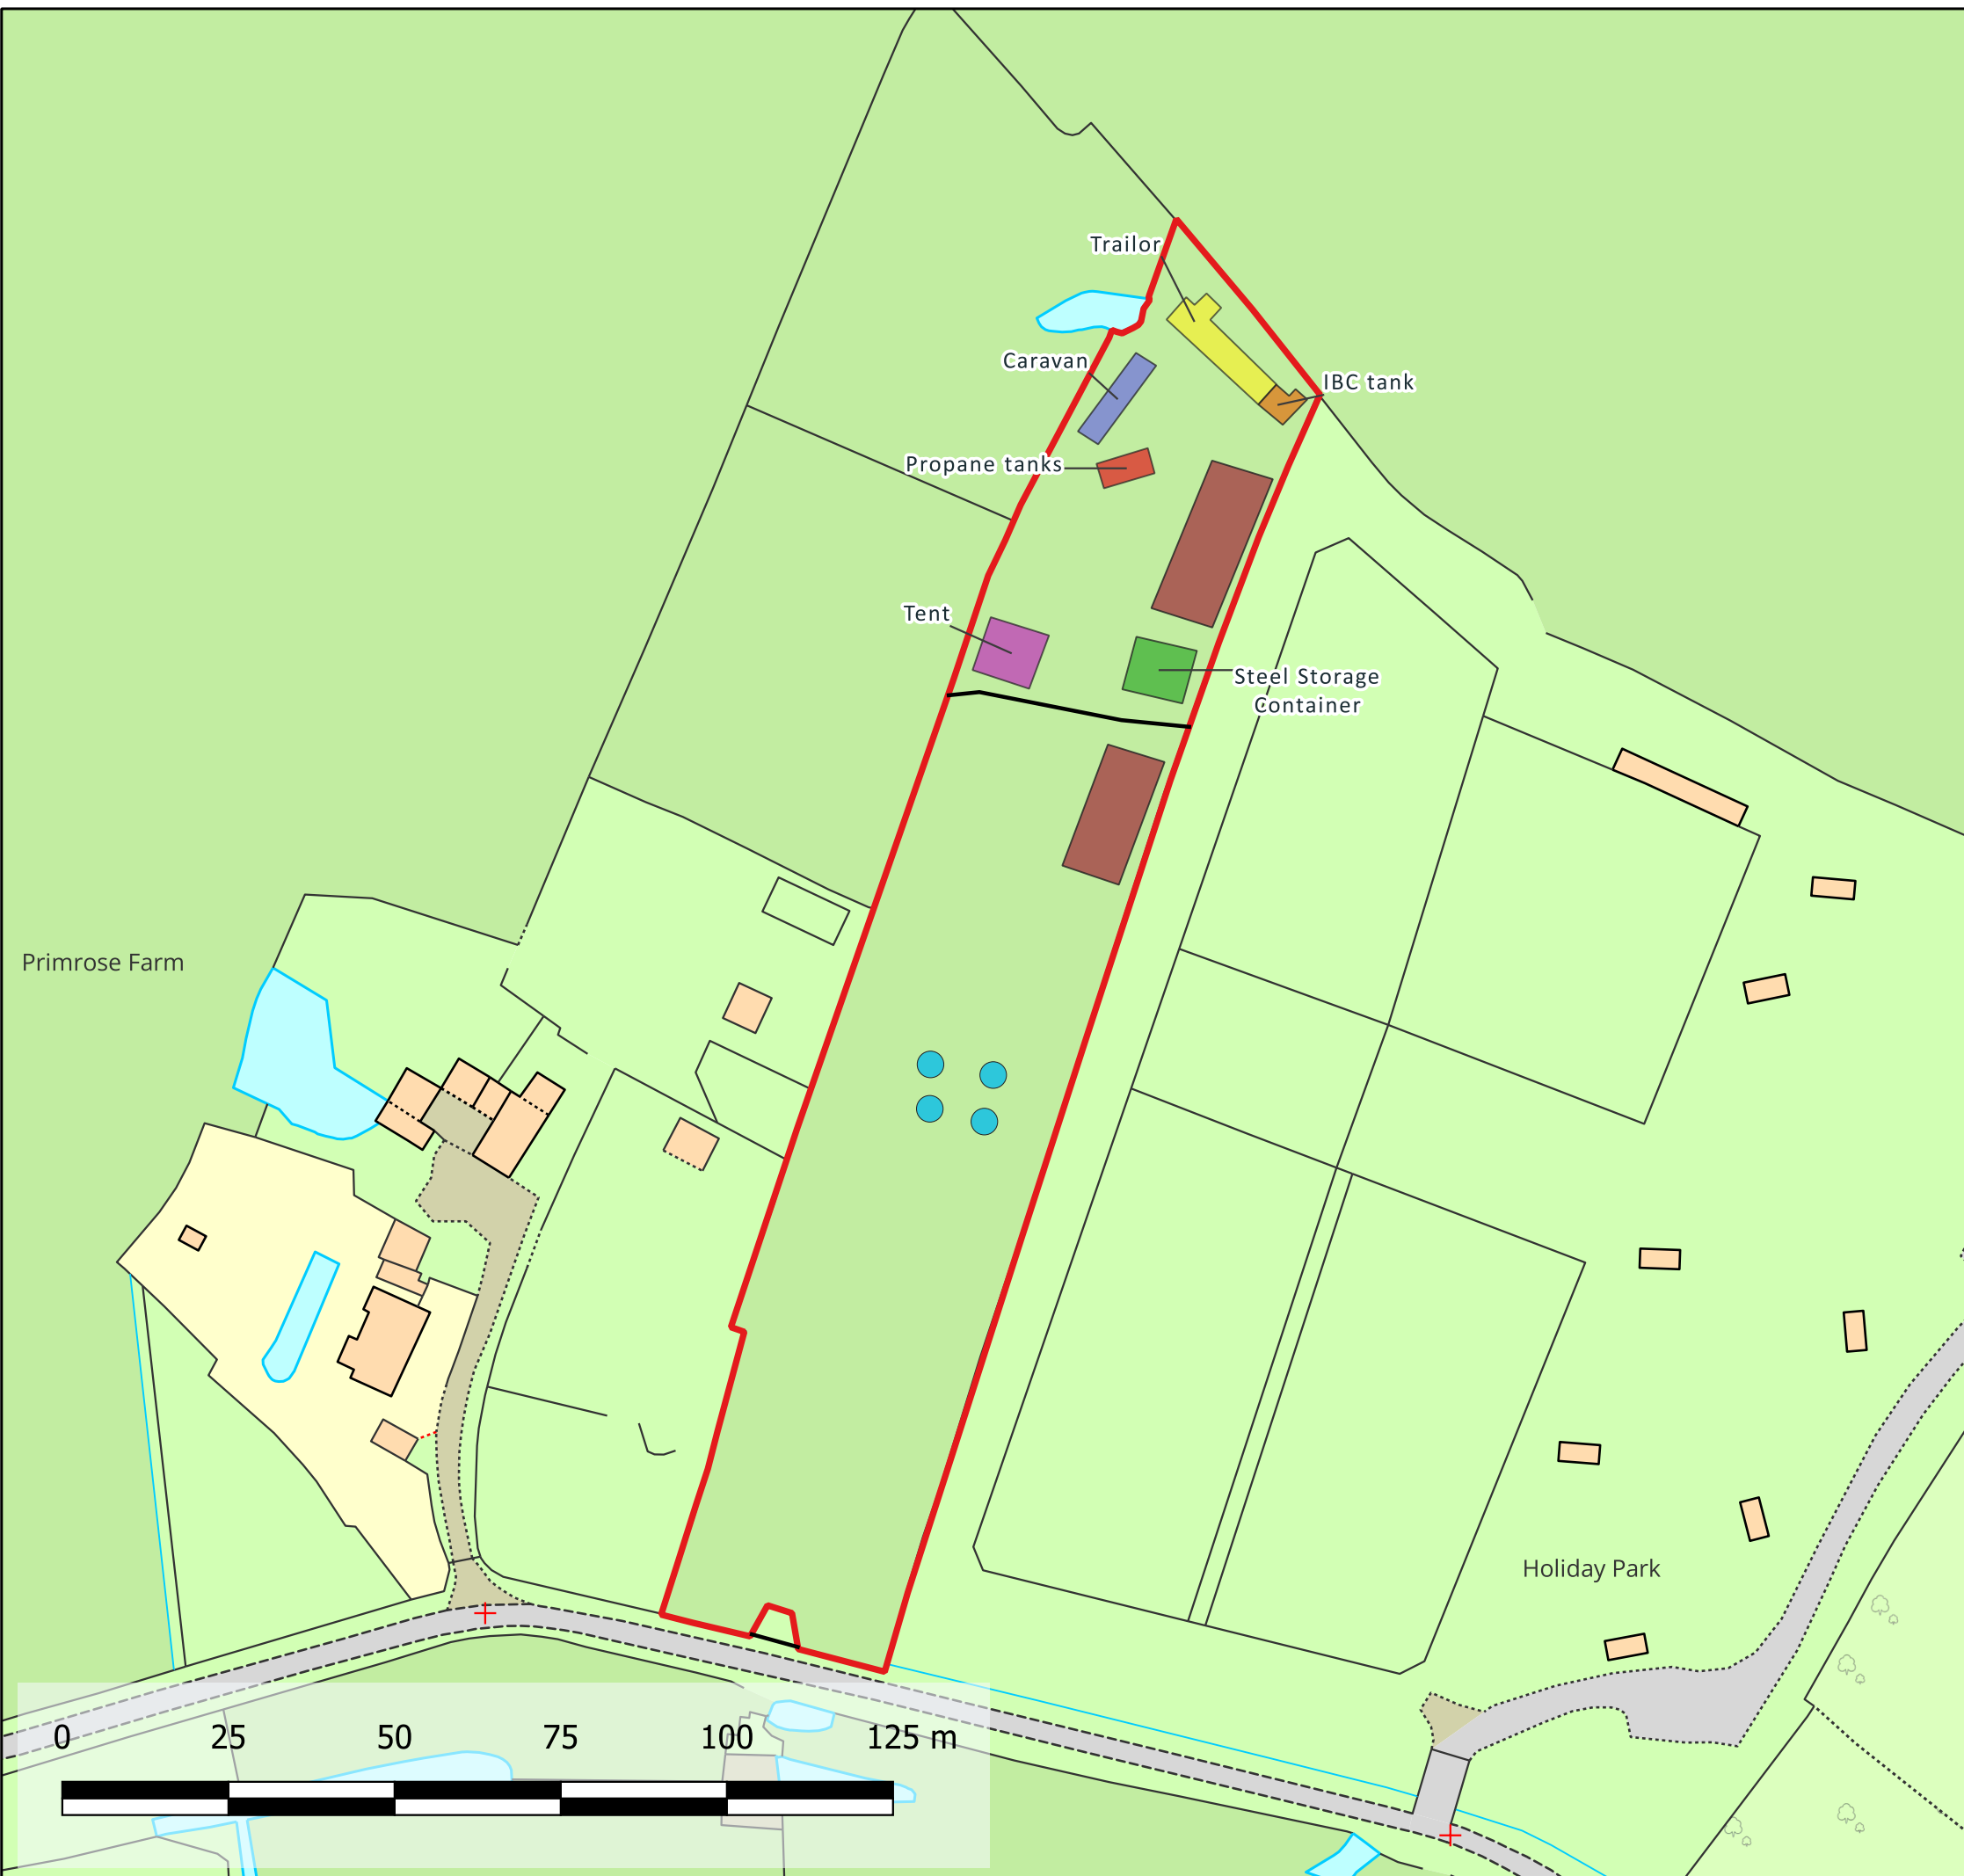 Trailor
Caravan
IBC tank
Propane tanks
Tent
Steel Storage
Container
Primrose Farm
Holiday Park
0 25 50 75 100 125 m